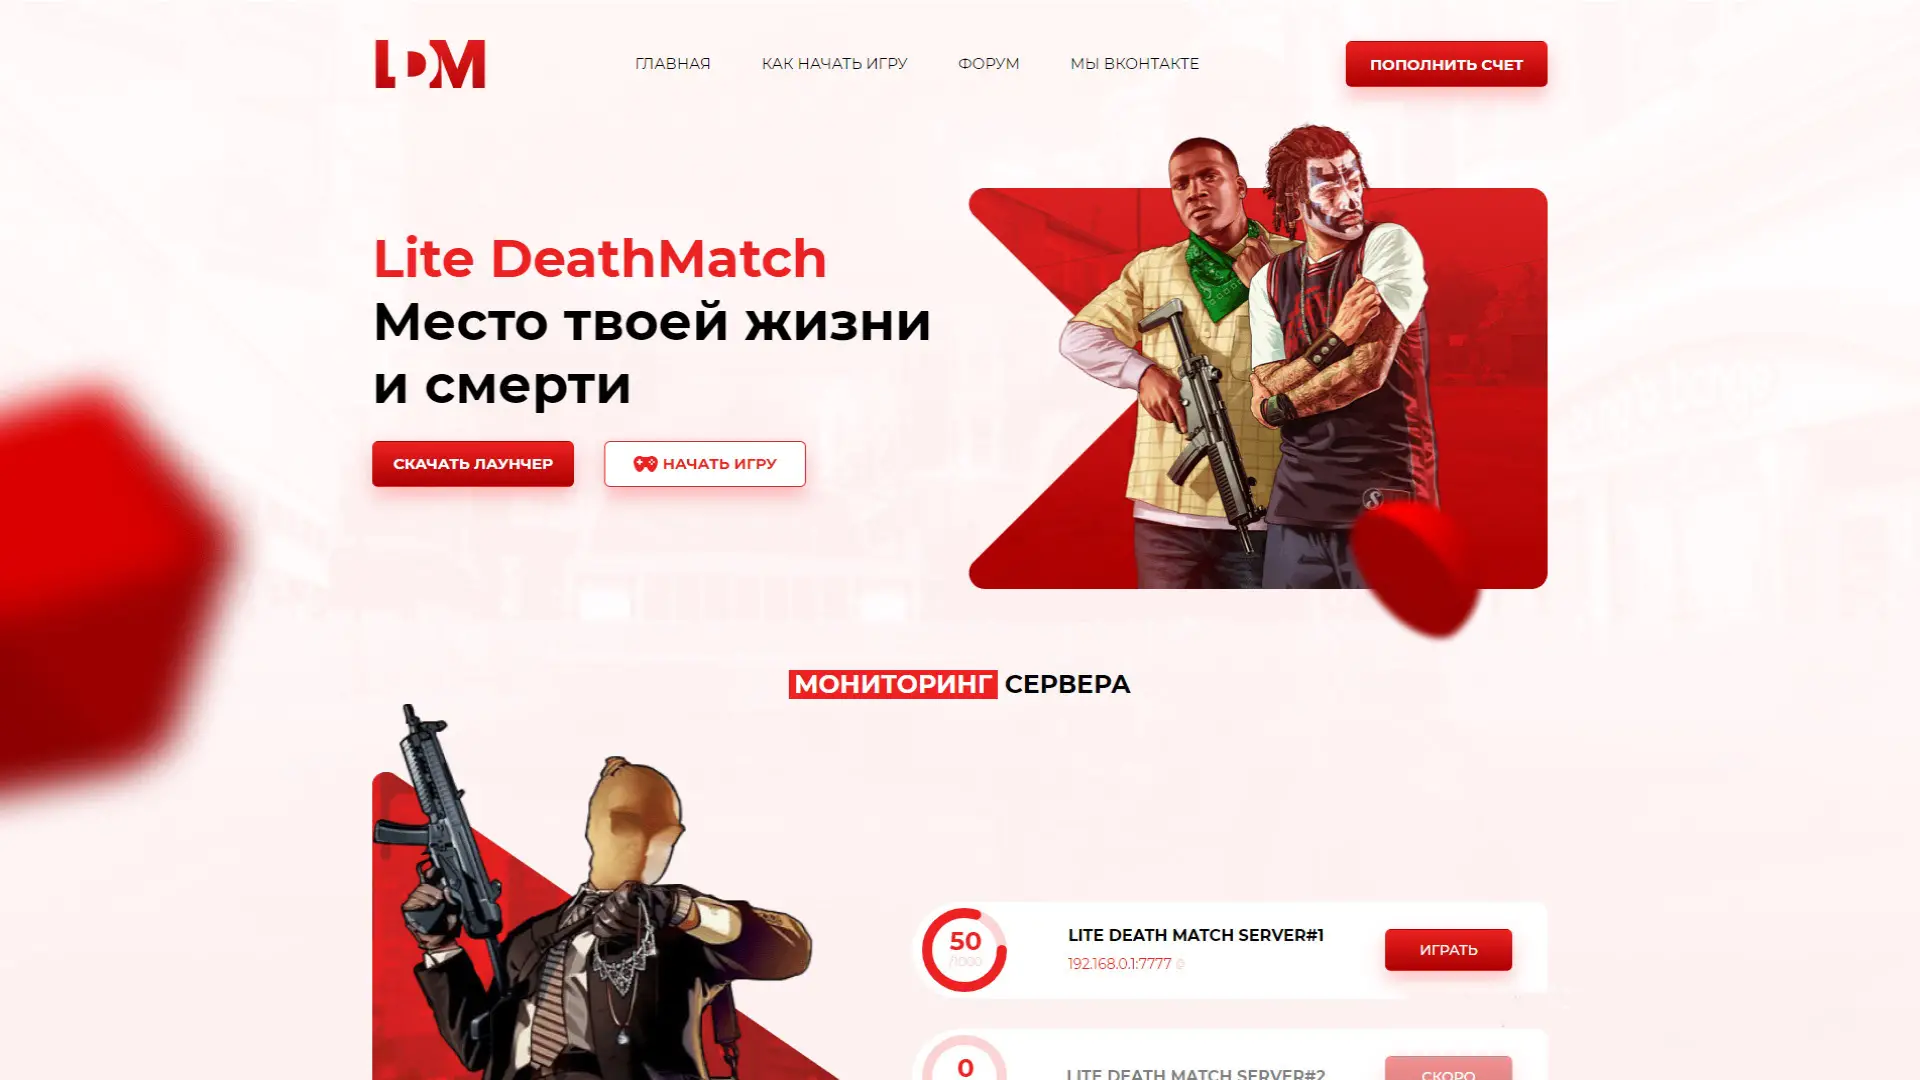 LDM
ГЛАВНАЯ
КАК НАЧАТЬ ИГРУ
ФОРУМ
МЫ ВКОНТАКТЕ
ПОПОЛНИТЬ СЧЕТ
Lite DeathMatch
Место твоей жизни
и смерти
СКАЧАТЬ ЛАУНЧЕР
НАЧАТЬ ИГРУ
МОНИТОРИНГ СЕРВЕРА
50
/1000
LITE DEATH MATCH SERVER#1
192.168.0.1:7777
ИГРАТЬ
0
LITE DEATH MATCH SERVER#2
СКОРО